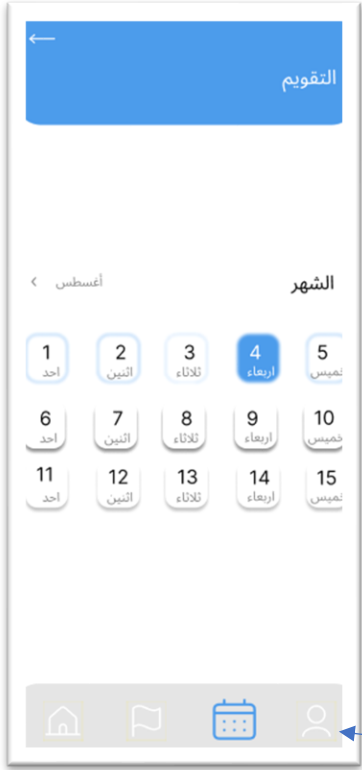 التقويم
الشهر أغسطس
1 2 3 4 5
احد اثنين ثلاثاء اربعاء خميس
6 7 8 9 10
احد اثنين ثلاثاء اربعاء خميس
11 12 13 14 15
احد اثنين ثلاثاء اربعاء خميس